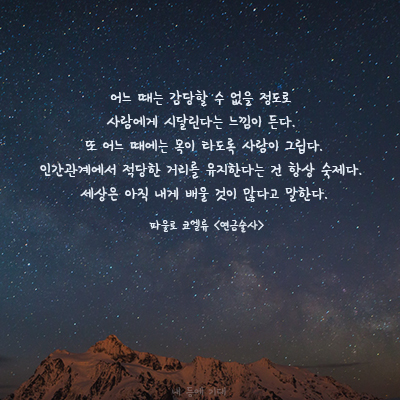 어느 때는 감당할 수 없을 정도로
사람에게 시달린다는 느낌이 든다.
또 어느 때에는 목이 타도록 사람이 그립다.
인간관계에서 적당한 거리를 유지한다는 건 항상 숙제다.
세상은 아직 내게 배울 것이 많다고 말한다.
파울로 코엘류 <연금술사>